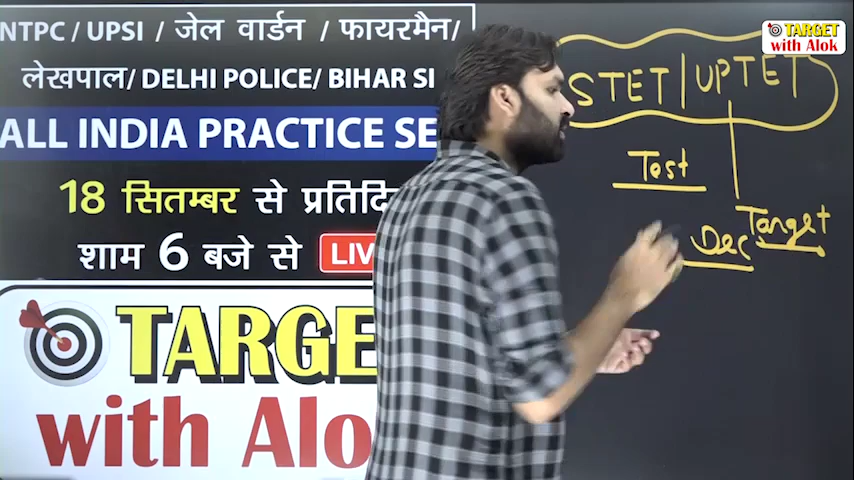 NTPC / UPSI / जेल वार्डन / फायरमैन/
लेखपाल/ DELHI POLICE/ BIHAR SI
ALL INDIA PRACTICE SE
18 सितम्बर से प्रतिदि
शाम 6 बजे से LIV
TARGE
with Alo
STET | UPTET
Test
Dec Target
TARGET
with Alok